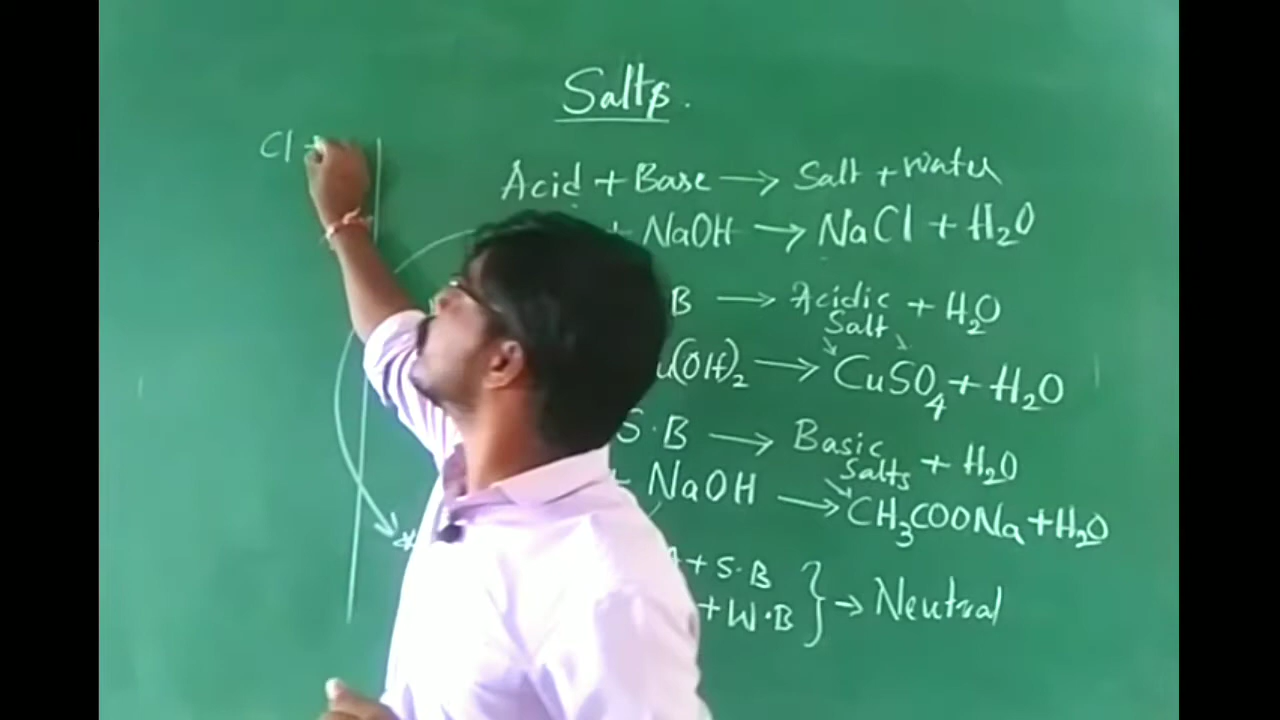 Salts.
Cl
Acid + Base → Salt + Water
+ NaOH → NaCl + H₂O
B → Acidic Salt + H₂O
(OH)₂ → CuSO₄ + H₂O
S.B → Basic Salts + H₂O
+ NaOH → CH₃COONa + H₂O
+ S.B
+ W.B } → Neutral